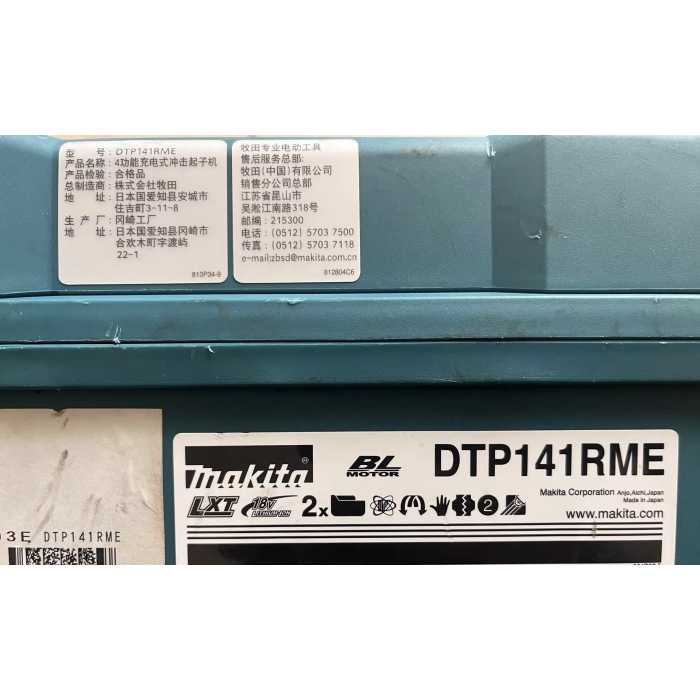 型 号: DTP141RME
产品名称: 4功能充电式冲击起子机
产品检验: 合格品
总制造商: 株式会社牧田
地 址: 日本国爱知县安城市
住吉町3-11-8
生产厂: 冈崎工厂
地 址: 日本国爱知县冈崎市
合欢木町字渡屿
22-1
813P34-9
牧田专业电动工具
售后服务总部:
牧田(中国)有限公司
销售分公司总部
江苏省昆山市
吴淞江南路318号
邮编: 215300
电话: (0512) 5703 7500
传真: (0512) 5703 7118
e-mail:zbsd@makita.com.cn
812804C6
makita®
BL
MOTOR
DTP141RME
LXT 18V LITHIUM-ION 2x 2
Makita Corporation Anjo,Aichi,Japan
Made in Japan
www.makita.com
03E DTP141RME